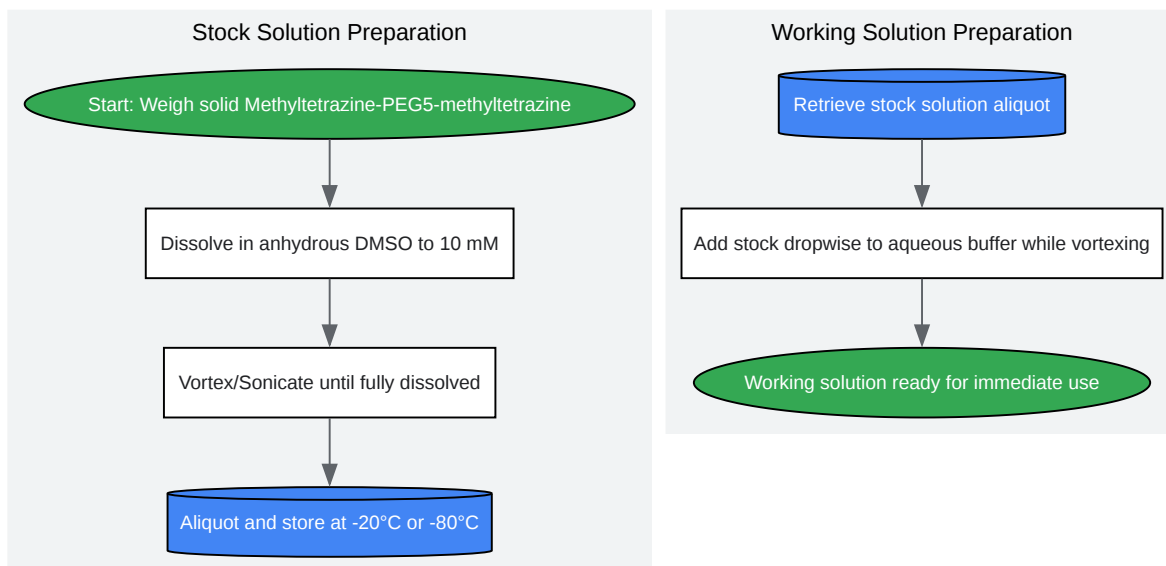 Stock Solution Preparation
Start: Weigh solid Methyltetrazine-PEG5-methyltetrazine
Dissolve in anhydrous DMSO to 10 mM
Vortex/Sonicate until fully dissolved
Aliquot and store at -20°C or -80°C
Working Solution Preparation
Retrieve stock solution aliquot
Add stock dropwise to aqueous buffer while vortexing
Working solution ready for immediate use